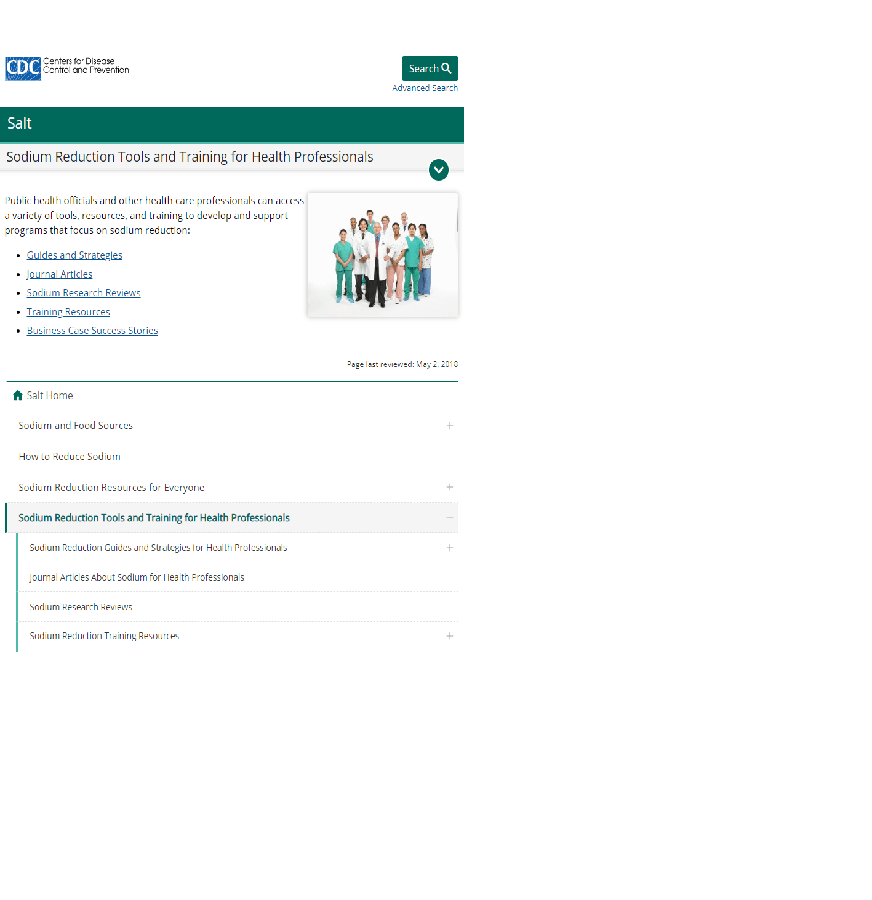 CDC Centers for Disease
Control and Prevention
Search
Advanced Search
Salt
Sodium Reduction Tools and Training for Health Professionals
Public health officials and other health care professionals can access
a variety of tools, resources, and training to develop and support
programs that focus on sodium reduction:
Guides and Strategies
Journal Articles
Sodium Research Reviews
Training Resources
Business Case Success Stories
Page last reviewed: May 2, 2018
Salt Home
Sodium and Food Sources
How to Reduce Sodium
Sodium Reduction Resources for Everyone
Sodium Reduction Tools and Training for Health Professionals
Sodium Reduction Guides and Strategies for Health Professionals
Journal Articles About Sodium for Health Professionals
Sodium Research Reviews
Sodium Reduction Training Resources